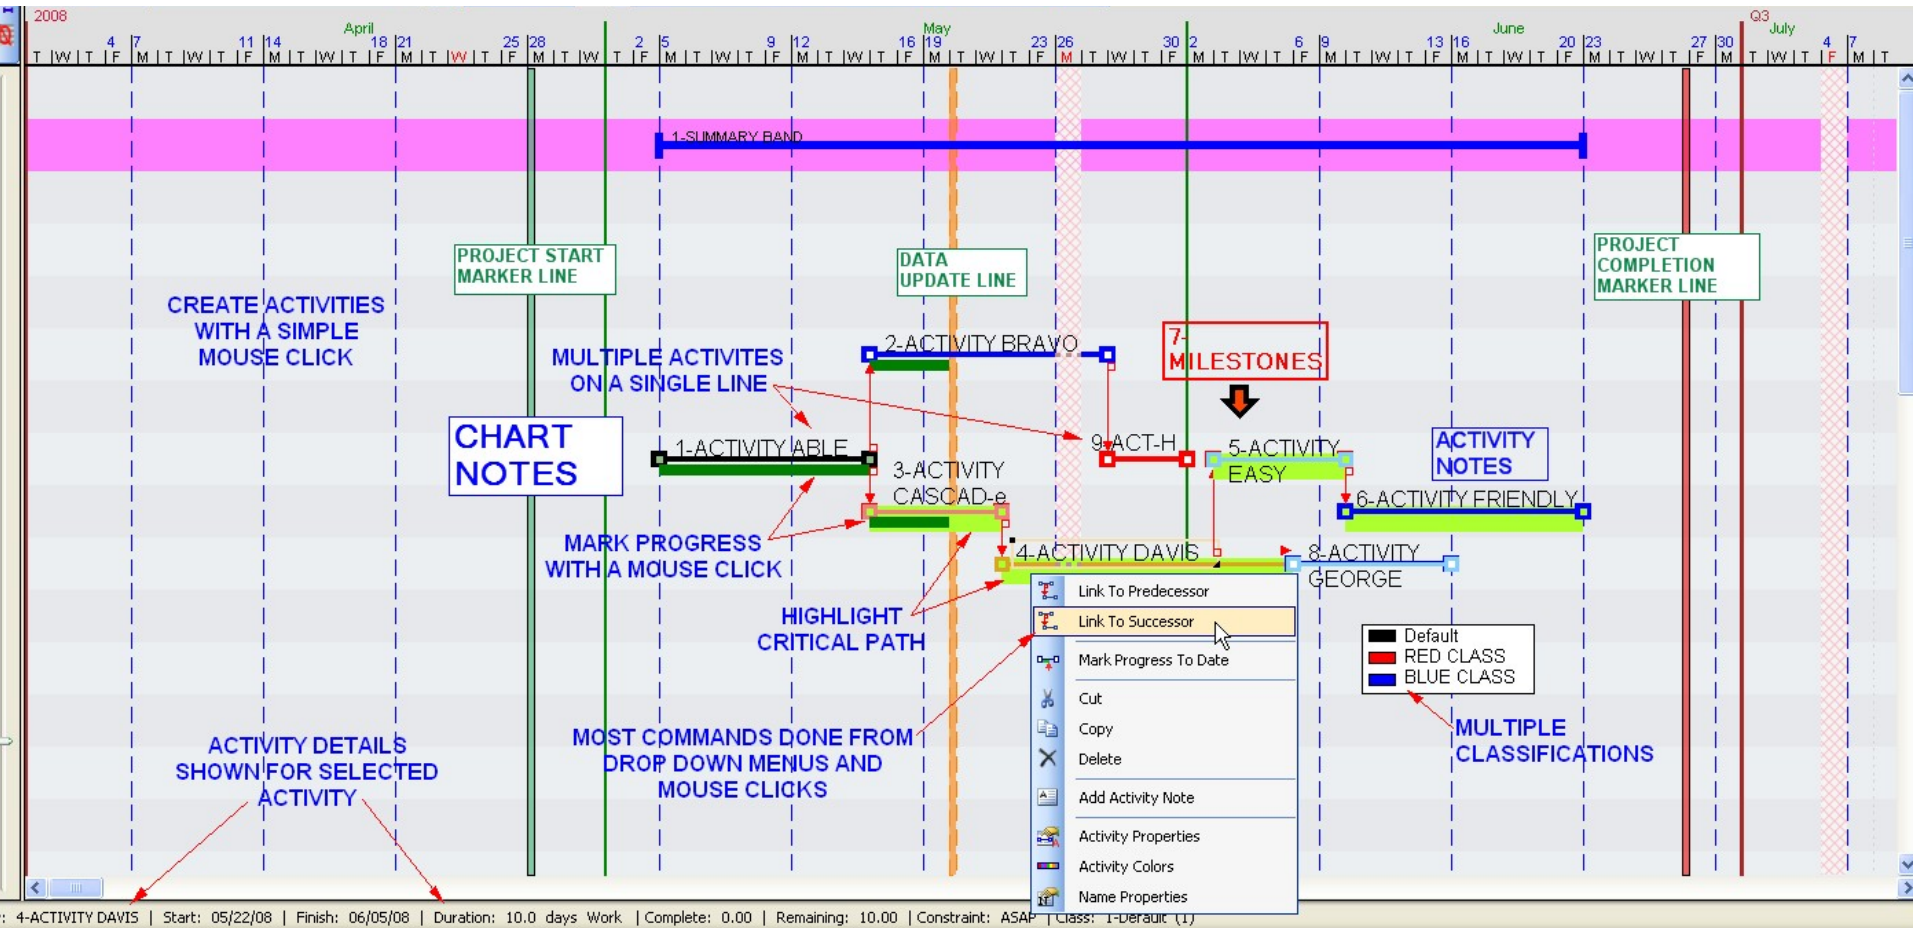 2008 Q3
April May June July
4 7 11 14 18 21 25 28 2 5 9 12 16 19 23 26 30 2 6 9 13 16 20 23 27 30 4 7
T W T F M T W T F M T W T F M T W T F M T W T F M T W T F M T W T F M T W T F M T W T F M T W T F M T W T F M T W T F M T W T F M T W T F M T
1-SUMMARY BAND
PROJECT START
MARKER LINE
DATA
UPDATE LINE
PROJECT
COMPLETION
MARKER LINE
CREATE ACTIVITIES
WITH A SIMPLE
MOUSE CLICK
MULTIPLE ACTIVITES
ON A SINGLE LINE
2-ACTIVITY BRAVO
7-
MILESTONES
CHART
NOTES
1-ACTIVITY ABLE
3-ACTIVITY
CASCAD-e
9-ACT-H
5-ACTIVITY
EASY
ACTIVITY
NOTES
6-ACTIVITY FRIENDLY
MARK PROGRESS
WITH A MOUSE CLICK
4-ACTIVITY DAVIS
8-ACTIVITY
GEORGE
HIGHLIGHT
CRITICAL PATH
Link To Predecessor
Link To Successor
Mark Progress To Date
Cut
Copy
Delete
Add Activity Note
Activity Properties
Activity Colors
Name Properties
Default
RED CLASS
BLUE CLASS
MULTIPLE
CLASSIFICATIONS
MOST COMMANDS DONE FROM
DROP DOWN MENUS AND
MOUSE CLICKS
ACTIVITY DETAILS
SHOWN FOR SELECTED
ACTIVITY
: 4-ACTIVITY DAVIS | Start: 05/22/08 | Finish: 06/05/08 | Duration: 10.0 days Work | Complete: 0.00 | Remaining: 10.00 | Constraint: ASAP | Class: 1-Default (1)